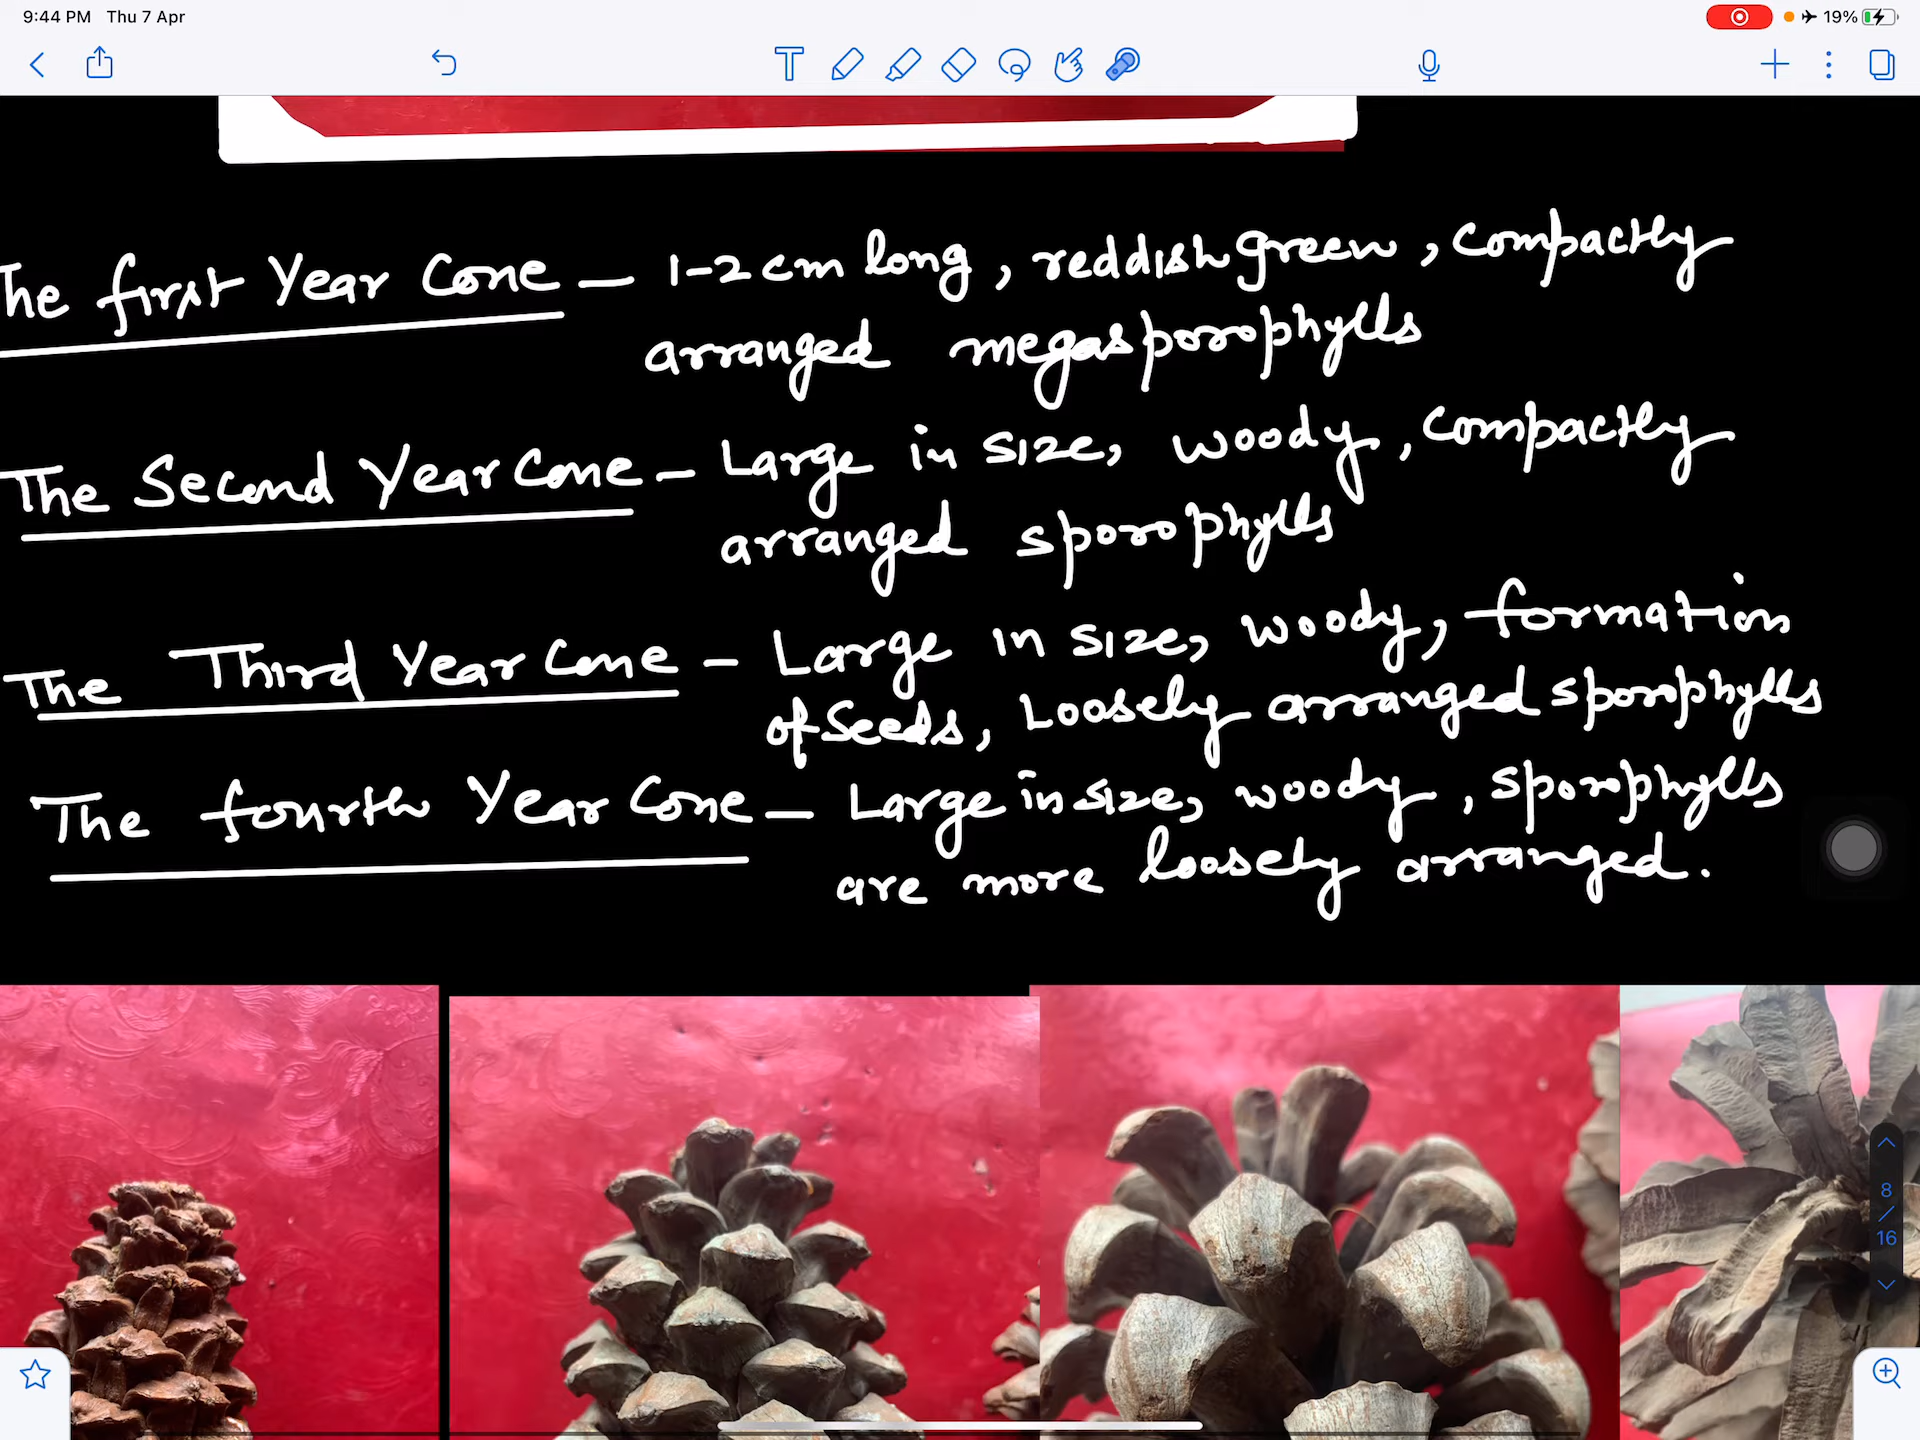 9:44 PM Thu 7 Apr 19%
The first Year Cone – 1-2 cm long, reddish green, compactly
arranged megasporophylls
The Second Year Cone – Large in size, woody, compactly
arranged sporophylls
The Third Year Cone – Large in size, woody, formation
of Seeds, Loosely arranged sporophylls
The fourth Year Cone – Large in size, woody, sporophylls
are more loosely arranged.
8
/
16